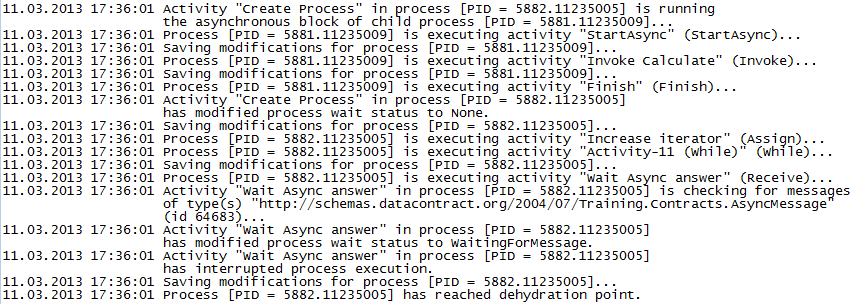 11.03.2013 17:36:01 Activity "Create Process" in process [PID = 5882.11235005] is running
the asynchronous block of child process [PID = 5881.11235009]...
11.03.2013 17:36:01 Process [PID = 5881.11235009] is executing activity "StartAsync" (StartAsync)...
11.03.2013 17:36:01 Saving modifications for process [PID = 5881.11235009]...
11.03.2013 17:36:01 Process [PID = 5881.11235009] is executing activity "Invoke Calculate" (Invoke)...
11.03.2013 17:36:01 Saving modifications for process [PID = 5881.11235009]...
11.03.2013 17:36:01 Process [PID = 5881.11235009] is executing activity "Finish" (Finish)...
11.03.2013 17:36:01 Activity "Create Process" in process [PID = 5882.11235005]
has modified process wait status to None.
11.03.2013 17:36:01 Saving modifications for process [PID = 5882.11235005]...
11.03.2013 17:36:01 Process [PID = 5882.11235005] is executing activity "Increase iterator" (Assign)...
11.03.2013 17:36:01 Process [PID = 5882.11235005] is executing activity "Activity-11 (While)" (While)...
11.03.2013 17:36:01 Saving modifications for process [PID = 5882.11235005]...
11.03.2013 17:36:01 Process [PID = 5882.11235005] is executing activity "Wait Async answer" (Receive)...
11.03.2013 17:36:01 Activity "Wait Async answer" in process [PID = 5882.11235005] is checking for messages
of type(s) "http://schemas.datacontract.org/2004/07/Training.Contracts.AsyncMessage"
(id 64683)...
11.03.2013 17:36:01 Activity "Wait Async answer" in process [PID = 5882.11235005]
has modified process wait status to WaitingForMessage.
11.03.2013 17:36:01 Activity "Wait Async answer" in process [PID = 5882.11235005]
has interrupted process execution.
11.03.2013 17:36:01 Saving modifications for process [PID = 5882.11235005]...
11.03.2013 17:36:01 Process [PID = 5882.11235005] has reached dehydration point.